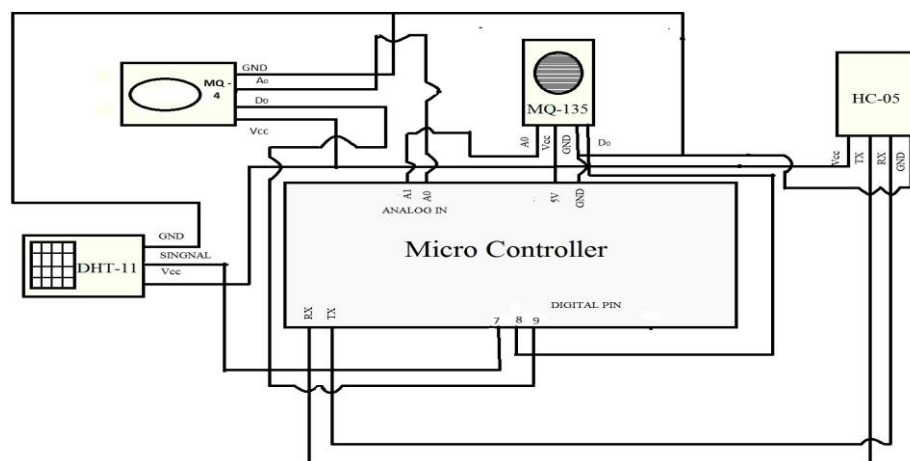 MQ-
4
GND
A0
D0
Vcc
MQ-135
A0
Vcc
GND
D0
HC-05
Vcc
TX
RX
GND
A1
A0
5V
GND
ANALOG IN
Micro Controller
DIGITAL PIN
RX
TX
7
8
9
DHT-11
GND
SINGNAL
Vcc